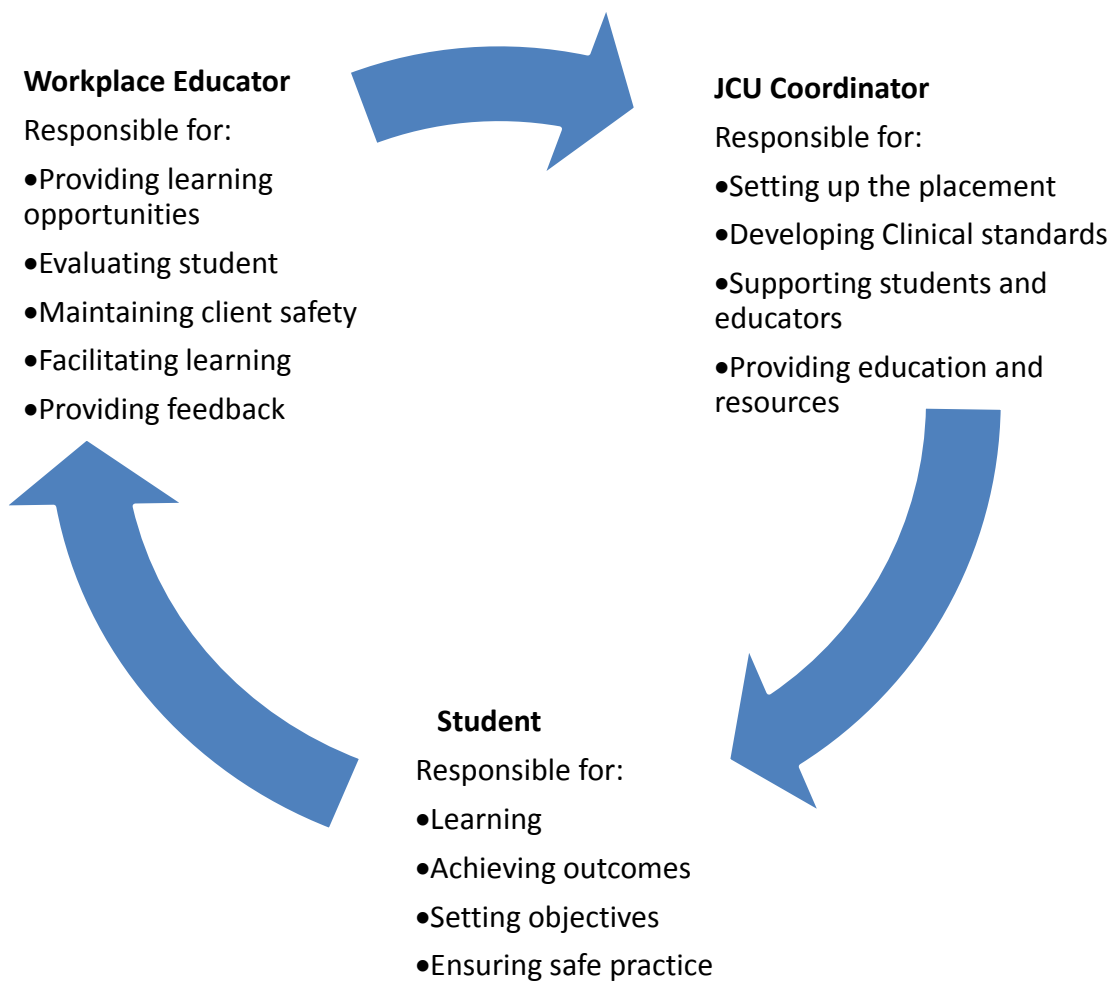 Workplace Educator
Responsible for:
•Providing learning
opportunities
•Evaluating student
•Maintaining client safety
•Facilitating learning
•Providing feedback
JCU Coordinator
Responsible for:
•Setting up the placement
•Developing Clinical standards
•Supporting students and
educators
•Providing education and
resources
Student
Responsible for:
•Learning
•Achieving outcomes
•Setting objectives
•Ensuring safe practice